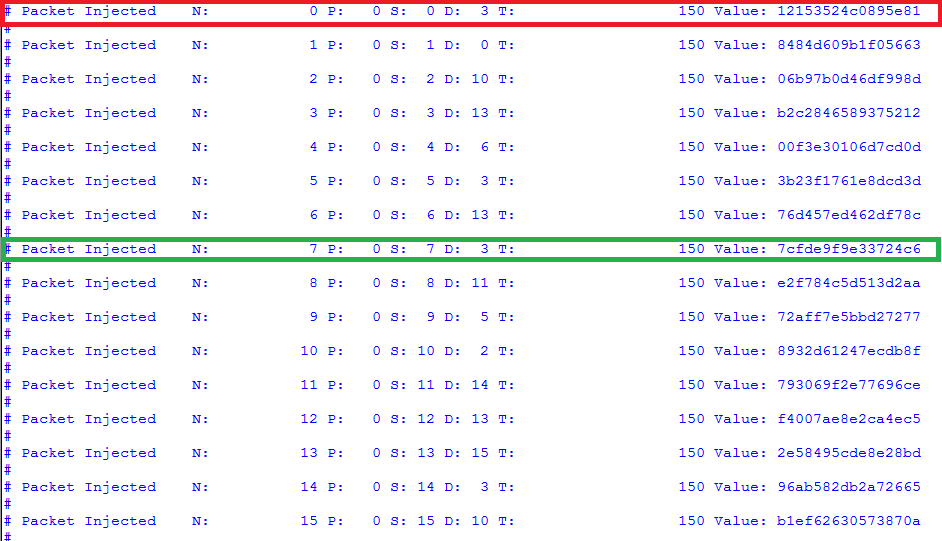 # Packet Injected    N:           0 P:   0 S:  0 D:  3 T:                  150 Value: 12153524c0895e81
#
# Packet Injected    N:           1 P:   0 S:  1 D:  0 T:                  150 Value: 8484d609b1f05663
#
# Packet Injected    N:           2 P:   0 S:  2 D: 10 T:                  150 Value: 06b97b0d46df998d
#
# Packet Injected    N:           3 P:   0 S:  3 D: 13 T:                  150 Value: b2c2846589375212
#
# Packet Injected    N:           4 P:   0 S:  4 D:  6 T:                  150 Value: 00f3e30106d7cd0d
#
# Packet Injected    N:           5 P:   0 S:  5 D:  3 T:                  150 Value: 3b23f1761e8dcd3d
#
# Packet Injected    N:           6 P:   0 S:  6 D: 13 T:                  150 Value: 76d457ed462df78c
#
# Packet Injected    N:           7 P:   0 S:  7 D:  3 T:                  150 Value: 7cfde9f9e33724c6
#
# Packet Injected    N:           8 P:   0 S:  8 D: 11 T:                  150 Value: e2f784c5d513d2aa
#
# Packet Injected    N:           9 P:   0 S:  9 D:  5 T:                  150 Value: 72aff7e5bbd27277
#
# Packet Injected    N:          10 P:   0 S: 10 D:  2 T:                  150 Value: 8932d61247ecdb8f
#
# Packet Injected    N:          11 P:   0 S: 11 D: 14 T:                  150 Value: 793069f2e77696ce
#
# Packet Injected    N:          12 P:   0 S: 12 D: 13 T:                  150 Value: f4007ae8e2ca4ec5
#
# Packet Injected    N:          13 P:   0 S: 13 D: 15 T:                  150 Value: 2e58495cde8e28bd
#
# Packet Injected    N:          14 P:   0 S: 14 D:  3 T:                  150 Value: 96ab582db2a72665
#
# Packet Injected    N:          15 P:   0 S: 15 D: 10 T:                  150 Value: b1ef62630573870a
#